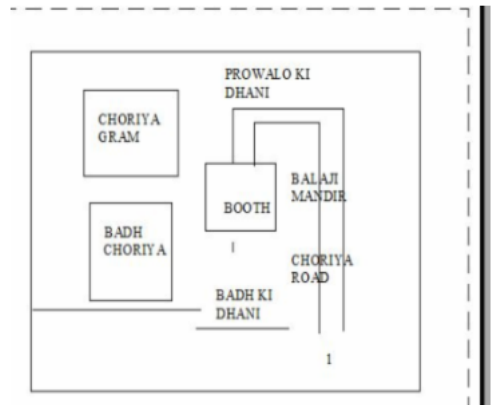 PROWALO KI
DHANI
CHORIYA
GRAM
BALAJI
MANDIR
BOOTH
BADH
CHORIYA
CHORIYA
ROAD
BADH KI
DHANI
1